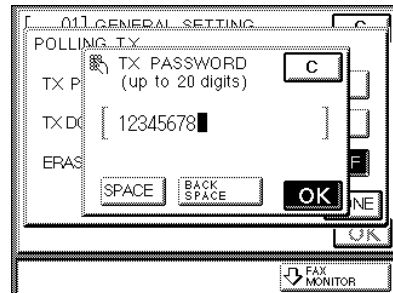 [ 01] GENERAL SETTING C
POLLING TX
TX PASSWORD C
(up to 20 digits)
TX P
[ 12345678 ]
TX DO
ERAS F
SPACE BACK SPACE OK
NE
OK
FAX MONITOR